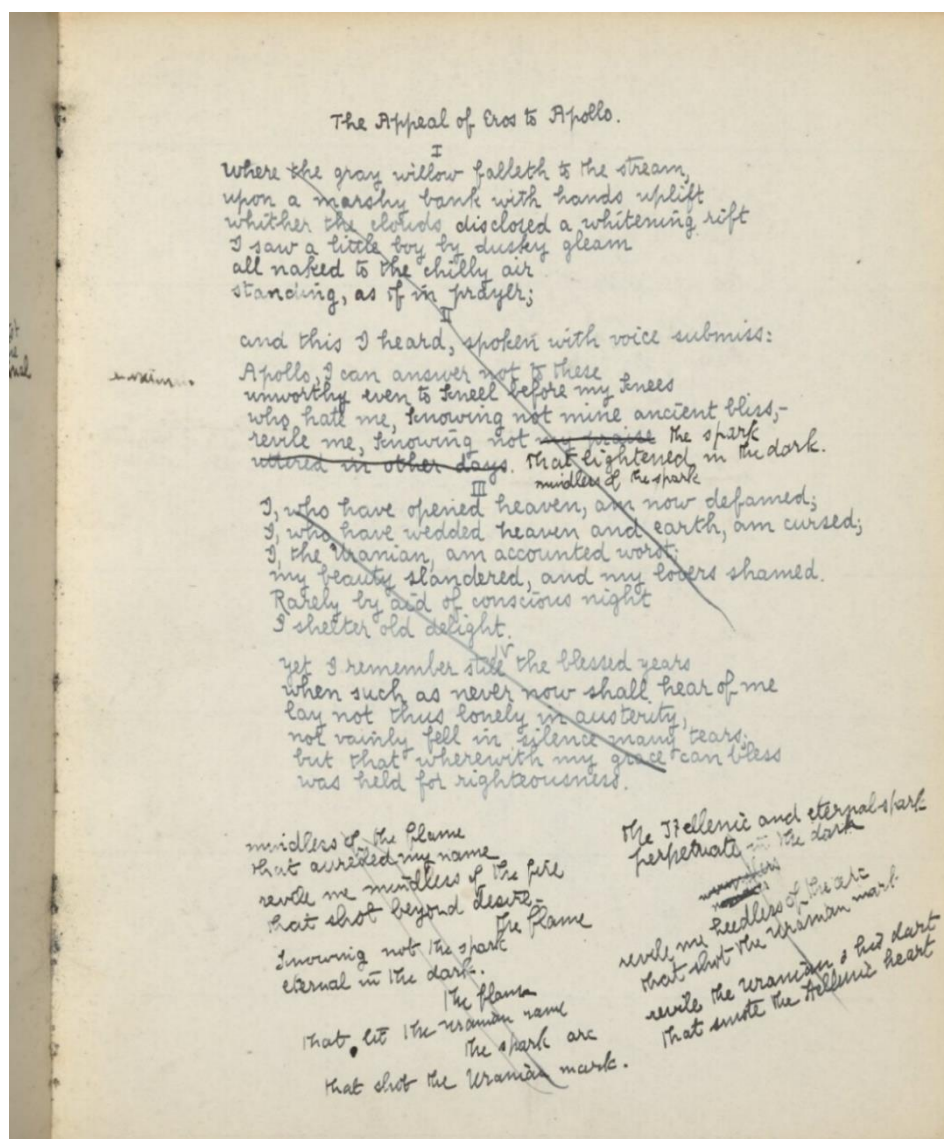 The Appeal of Eros to Apollo.
I
Where the gray willow falleth to the stream,
upon a marshy bank with hands uplift
whither the clouds disclosed a whitening rift
I saw a little boy by dusky gleam
all naked to the chilly air
standing, as if in prayer;
II
and this I heard, spoken with voice submiss:
Apollo, I can answer not to these
unworthy even to kneel before my knees
who hate me, knowing not mine ancient bliss,-
revile me, knowing not my praise the spark
uttered in other days. that lightened in the dark.
mindless of the spark
III
I, who have opened heaven, am now defamed;
I, who have wedded heaven and earth, am cursed;
I, the Uranian, am accounted worst;
my beauty slandered, and my lovers shamed.
Rarely by aid of conscious night
I shelter old delight.
IV
yet I remember still the blessed years
when such as never now shall hear of me
lay not thus lonely in austerity,
not vainly fell in silence many tears;
but that wherewith my grace can bless
was held for righteousness.
mindless of the flame
that aureoled my name
revile me mindless of the fire
that shot beyond desire-
the flame
knowing not the spark
eternal in the dark.
the flame
that lit the Uranian name
the spark arc
that shot the Uranian mark.
the Hellenic and eternal spark
perpetuate in the dark
revile me heedless of the arc
that shot the Uranian mark
revile the Uranian & his dart
that smote the Hellenic heart